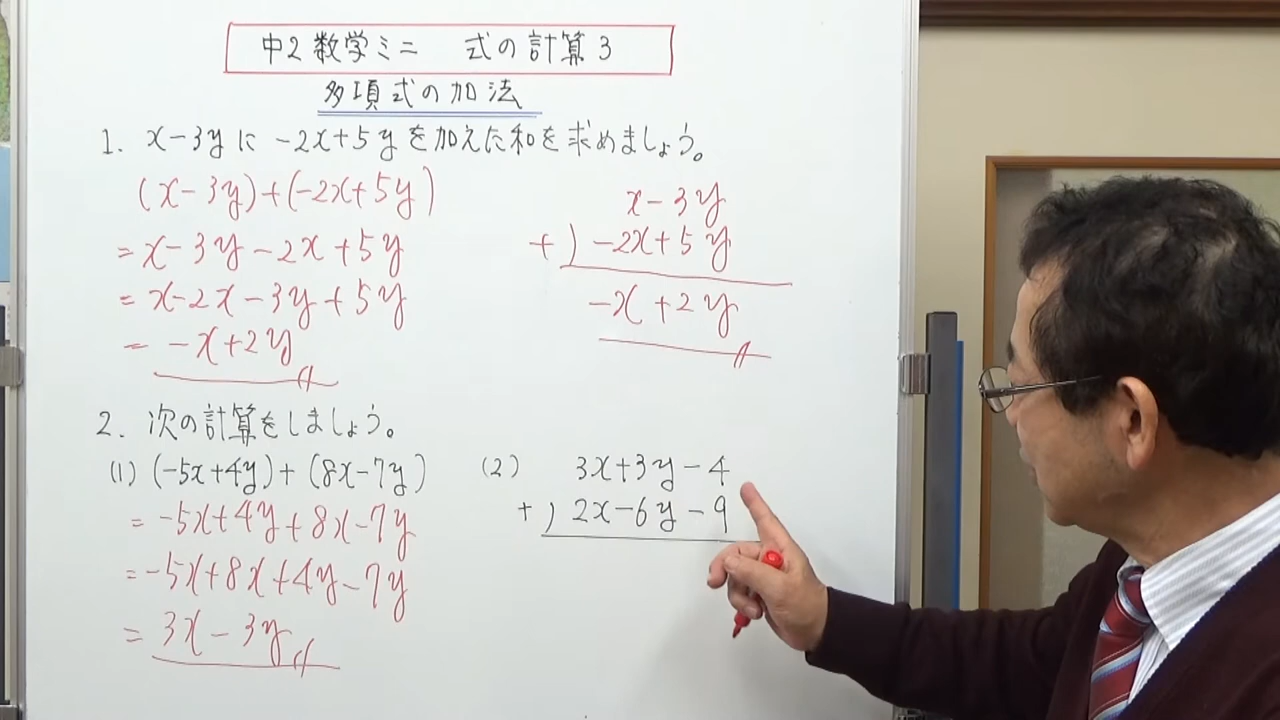 中2数学ミニ 式の計算3
多項式の加法
1. x-3yに -2x+5yを加えた和を求めましょう。
(x-3y)+(-2x+5y)
=x-3y-2x+5y
=x-2x-3y+5y
= -x+2y
x-3y
+) -2x+5y
-x+2y
2. 次の計算をしましょう。
(1) (-5x+4y)+(8x-7y)
=-5x+4y+8x-7y
=-5x+8x+4y-7y
= 3x-3y
(2) 3x+3y-4
+) 2x-6y-9